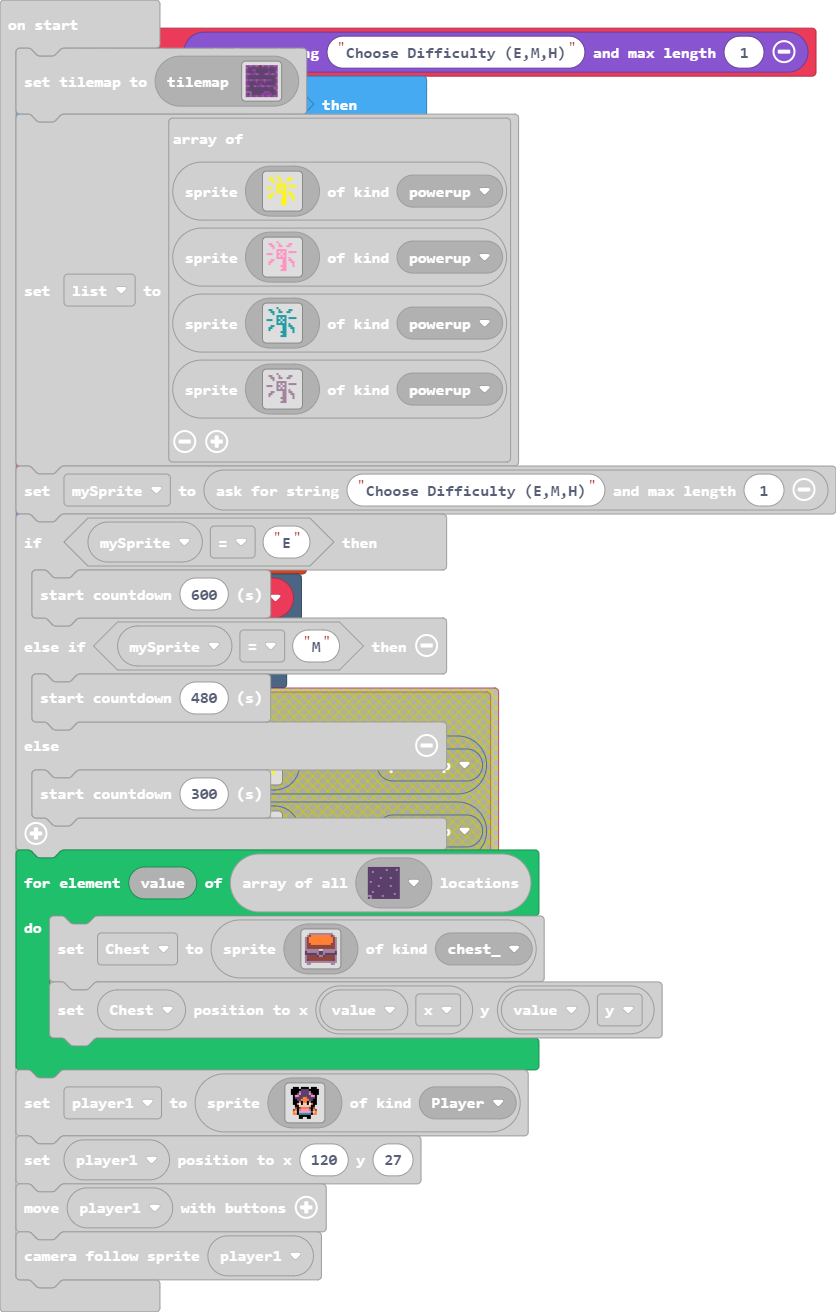 on start
ng "Choose Difficulty (E,M,H)" and max length 1
set tilemap to tilemap
then
array of
sprite of kind powerup
sprite of kind powerup
set list to
sprite of kind powerup
sprite of kind powerup
set mySprite to ask for string "Choose Difficulty (E,M,H)" and max length 1
if mySprite = "E" then
start countdown 600 (s)
else if mySprite = "M" then
start countdown 480 (s)
else
p
start countdown 300 (s)
p
for element value of array of all locations
do
set Chest to sprite of kind chest_
set Chest position to x value x y value y
set player1 to sprite of kind Player
set player1 position to x 120 y 27
move player1 with buttons
camera follow sprite player1